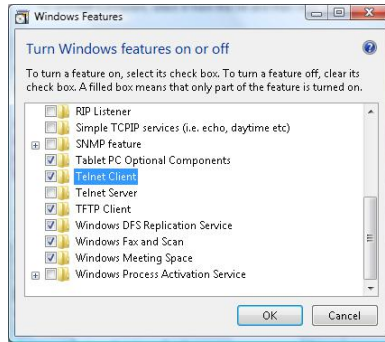 Windows Features
Turn Windows features on or off
To turn a feature on, select its check box. To turn a feature off, clear its
check box. A filled box means that only part of the feature is turned on.
RIP Listener
Simple TCPIP services (i.e. echo, daytime etc)
SNMP feature
Tablet PC Optional Components
Telnet Client
Telnet Server
TFTP Client
Windows DFS Replication Service
Windows Fax and Scan
Windows Meeting Space
Windows Process Activation Service
OK Cancel